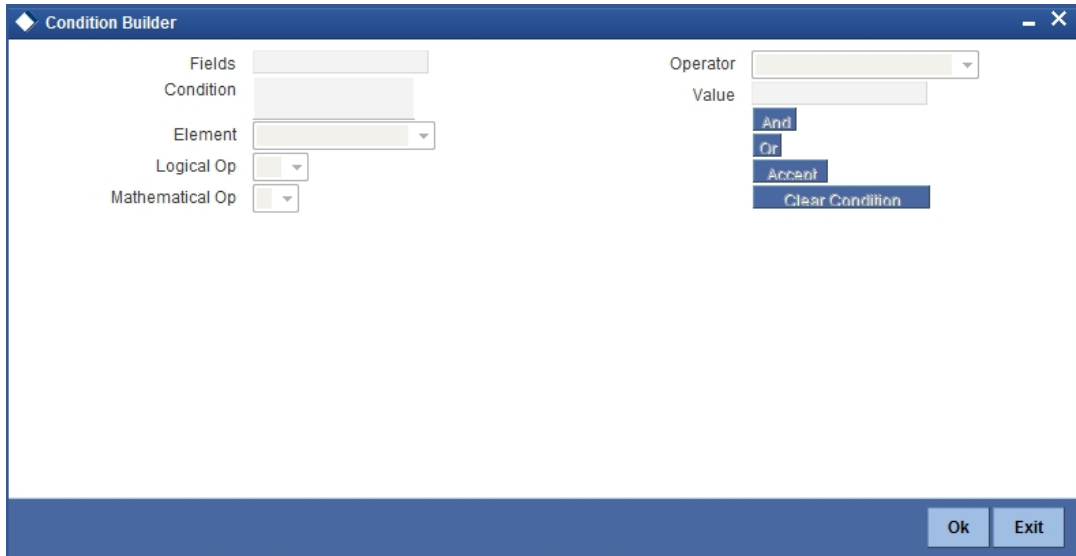 Condition Builder
Fields
Condition
Element
Logical Op
Mathematical Op
Operator
Value
And
Or
Accept
Clear Condition
Ok
Exit